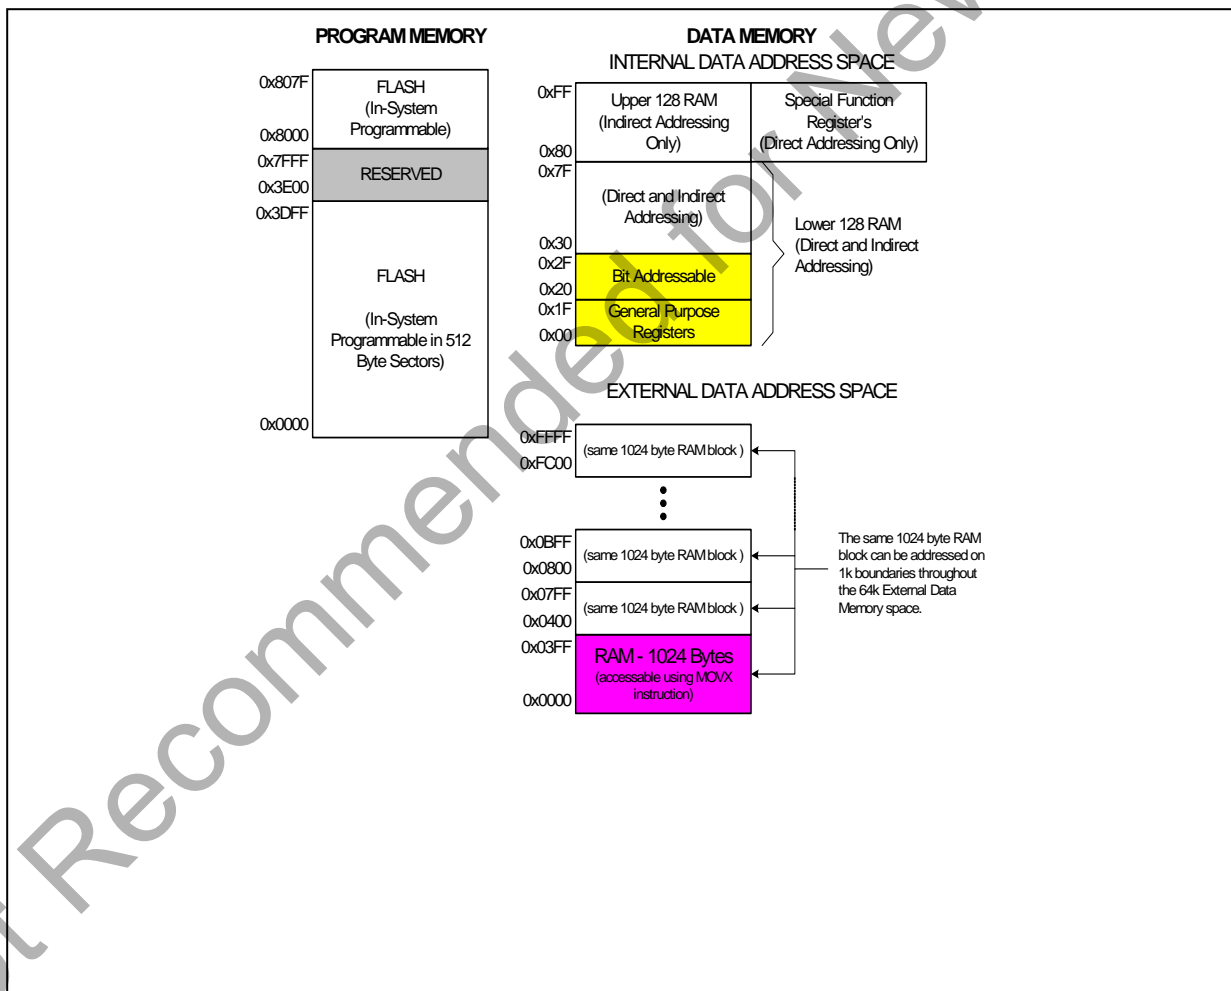 PROGRAM MEMORY
0x807F
0x8000
0x7FFF
0x3E00
0x3DFF
0x0000
FLASH
(In-System
Programmable)
RESERVED
FLASH
(In-System
Programmable in 512
Byte Sectors)
DATA MEMORY
INTERNAL DATA ADDRESS SPACE
0xFF
0x80
0x7F
0x30
0x2F
0x20
0x1F
0x00
Upper 128 RAM
(Indirect Addressing
Only)
Special Function
Register's
(Direct Addressing Only)
(Direct and Indirect
Addressing)
Bit Addressable
General Purpose
Registers
Lower 128 RAM
(Direct and Indirect
Addressing)
EXTERNAL DATA ADDRESS SPACE
0xFFFF
0xFC00
(same 1024 byte RAM block )
0x0BFF
0x0800
(same 1024 byte RAM block )
0x07FF
0x0400
(same 1024 byte RAM block )
0x03FF
0x0000
RAM - 1024 Bytes
(accessable using MOVX
instruction)
The same 1024 byte RAM
block can be addressed on
1k boundaries throughout
the 64k External Data
Memory space.
Recommended for New